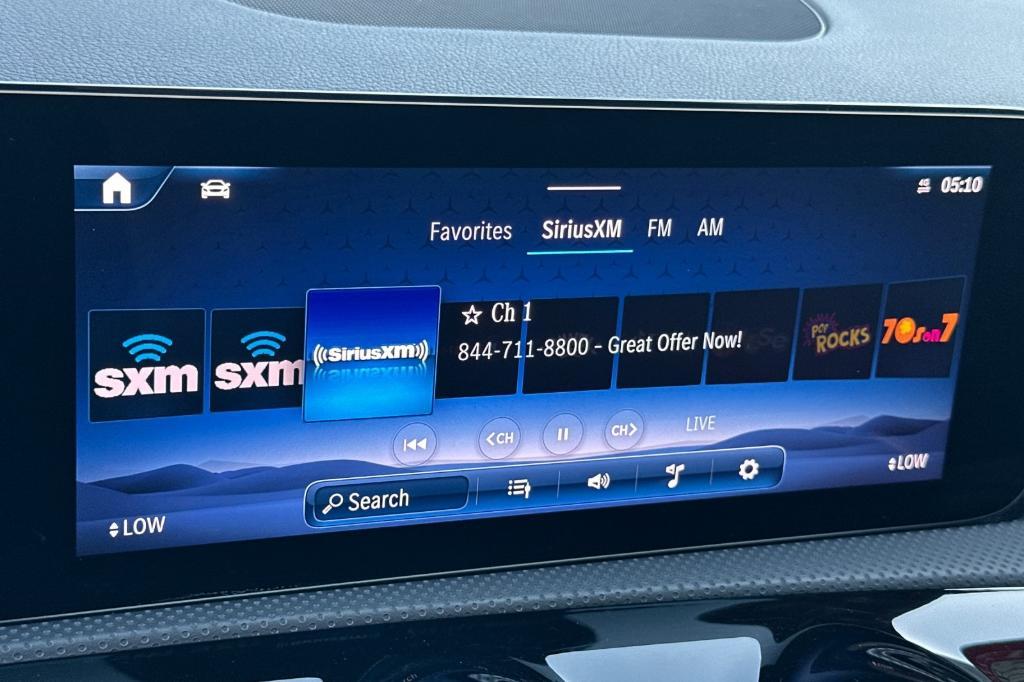 4G 05:10
Favorites SiriusXM FM AM
sxm
sxm
((SiriusXM))
☆ Ch 1
844-711-8800 - Great Offer Now!
POP ROCKS
70s on 7
<CH CH> LIVE
LOW
Search
LOW